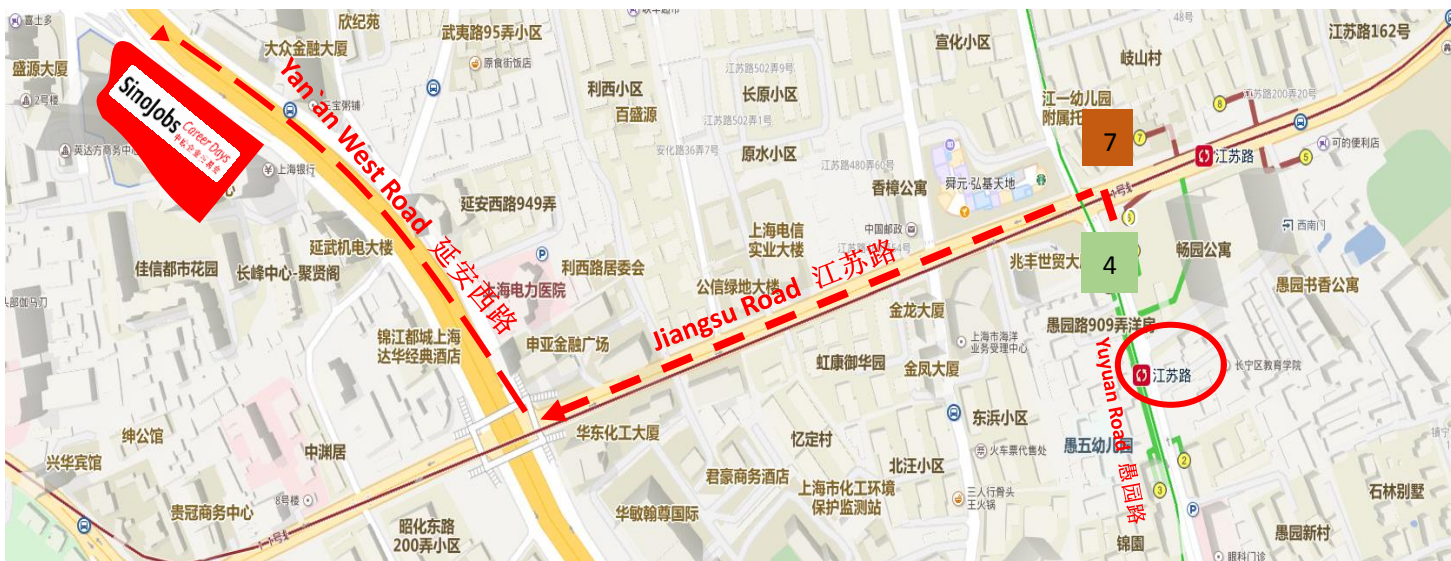 喜士多
欣纪苑
武夷路95弄小区
宣化小区
48号
江苏路162号
盛源大厦
大众金融大厦
原食街饭店
岐山村
江苏路502弄9号
2号楼
利西小区
长原小区
江一幼儿园
附属托
江苏路200弄20号
8
三宝粥铺
百盛源
江苏路502弄1号
7
7
SinoJobs
Career Days
英达方商务中心
Yan`an West Road 延安西路
安化路36弄7号
原水小区
江苏路480弄60号
江苏路
5
可的便利店
上海银行
香樟公寓
舜元·弘基天地
延安西路949弄
上海电信
实业大楼
中国邮政
西南门
延武机电大楼
兆丰世贸大
4
畅园公寓
佳信都市花园
长峰中心-聚贤阁
利西路居委会
上海电力医院
公信绿地大楼
Jiangsu Road 江苏路
愚园书香公寓
金龙大厦
愚园路909弄洋房
锦江都城上海
达华经典酒店
申亚金融广场
上海市海洋
业务受理中心
虹康御华园
金凤大厦
江苏路
长宁区教育学院
Yuyuan Road 愚园路
绅公馆
华东化工大厦
忆定村
东浜小区
中渊居
兴华宾馆
火车票代售处
愚五幼儿园
2
北汪小区
君豪商务酒店
8号楼
上海市化工环境
保护监测站
三人行骨头
王火锅
3
石林别墅
贵冠商务中心
华敏翰尊国际
昭化东路
200弄小区
锦园
愚园新村
眼科门诊